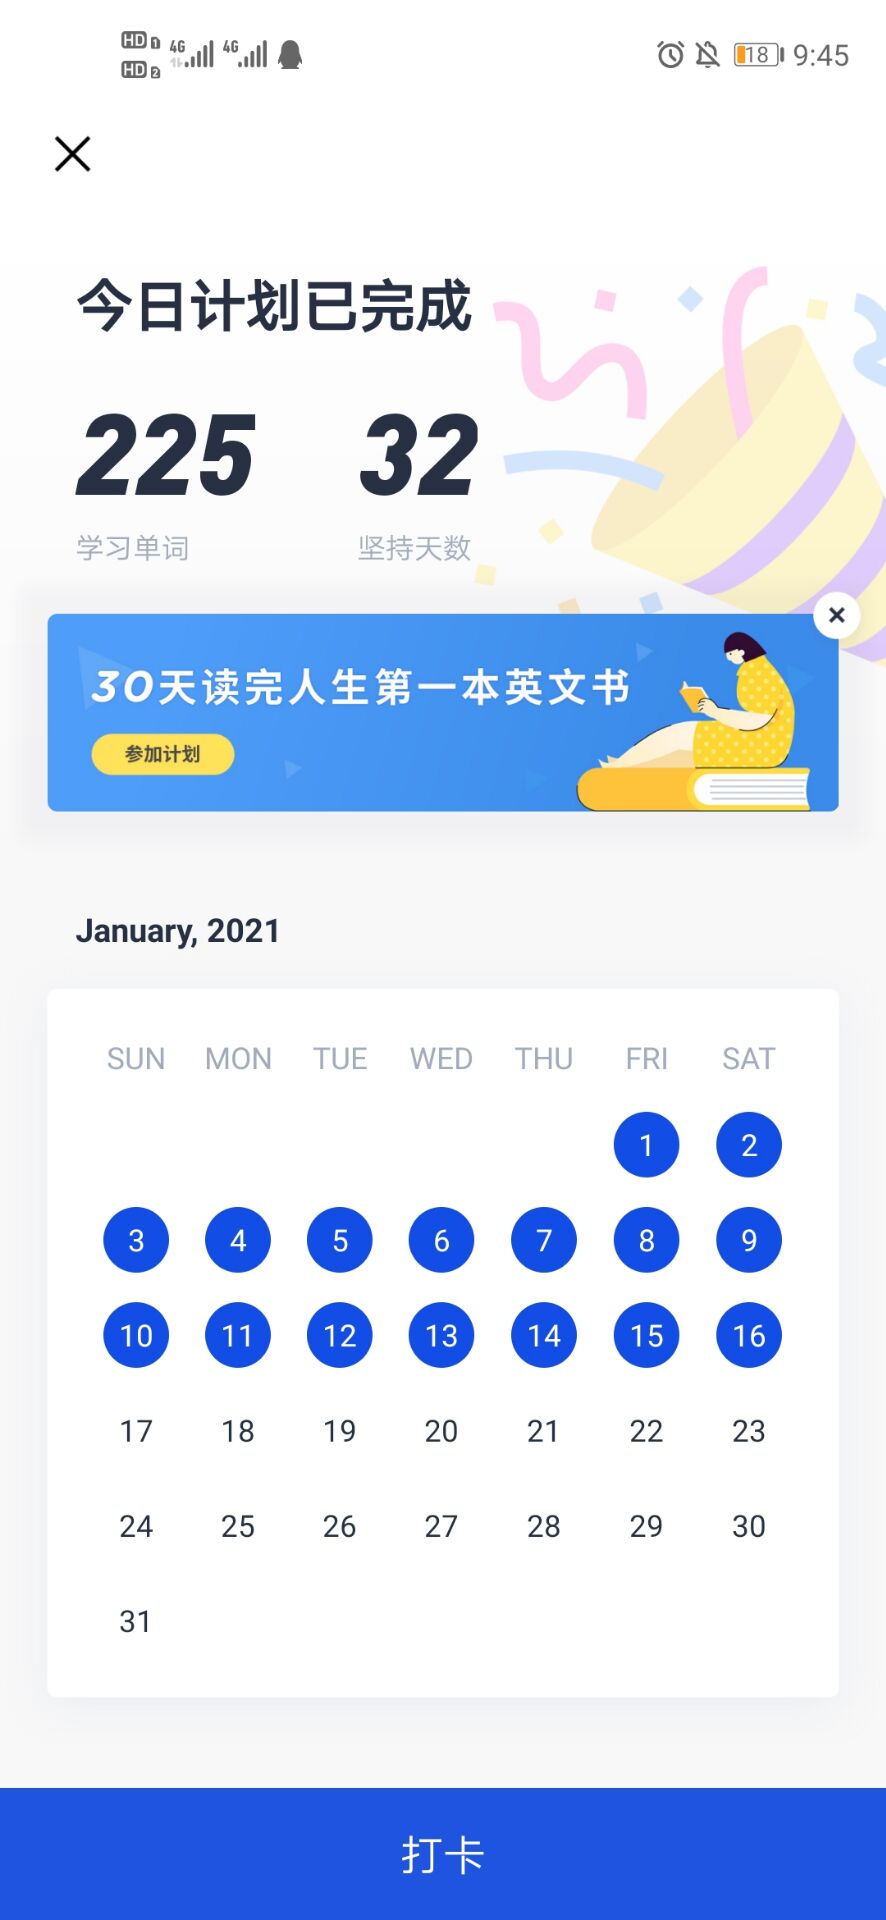 HD 1 4G 4G 18 9:45
HD 2
今日计划已完成
225 32
学习单词 坚持天数
30天读完人生第一本英文书
参加计划
January, 2021
SUN MON TUE WED THU FRI SAT
1 2
3 4 5 6 7 8 9
10 11 12 13 14 15 16
17 18 19 20 21 22 23
24 25 26 27 28 29 30
31
打卡